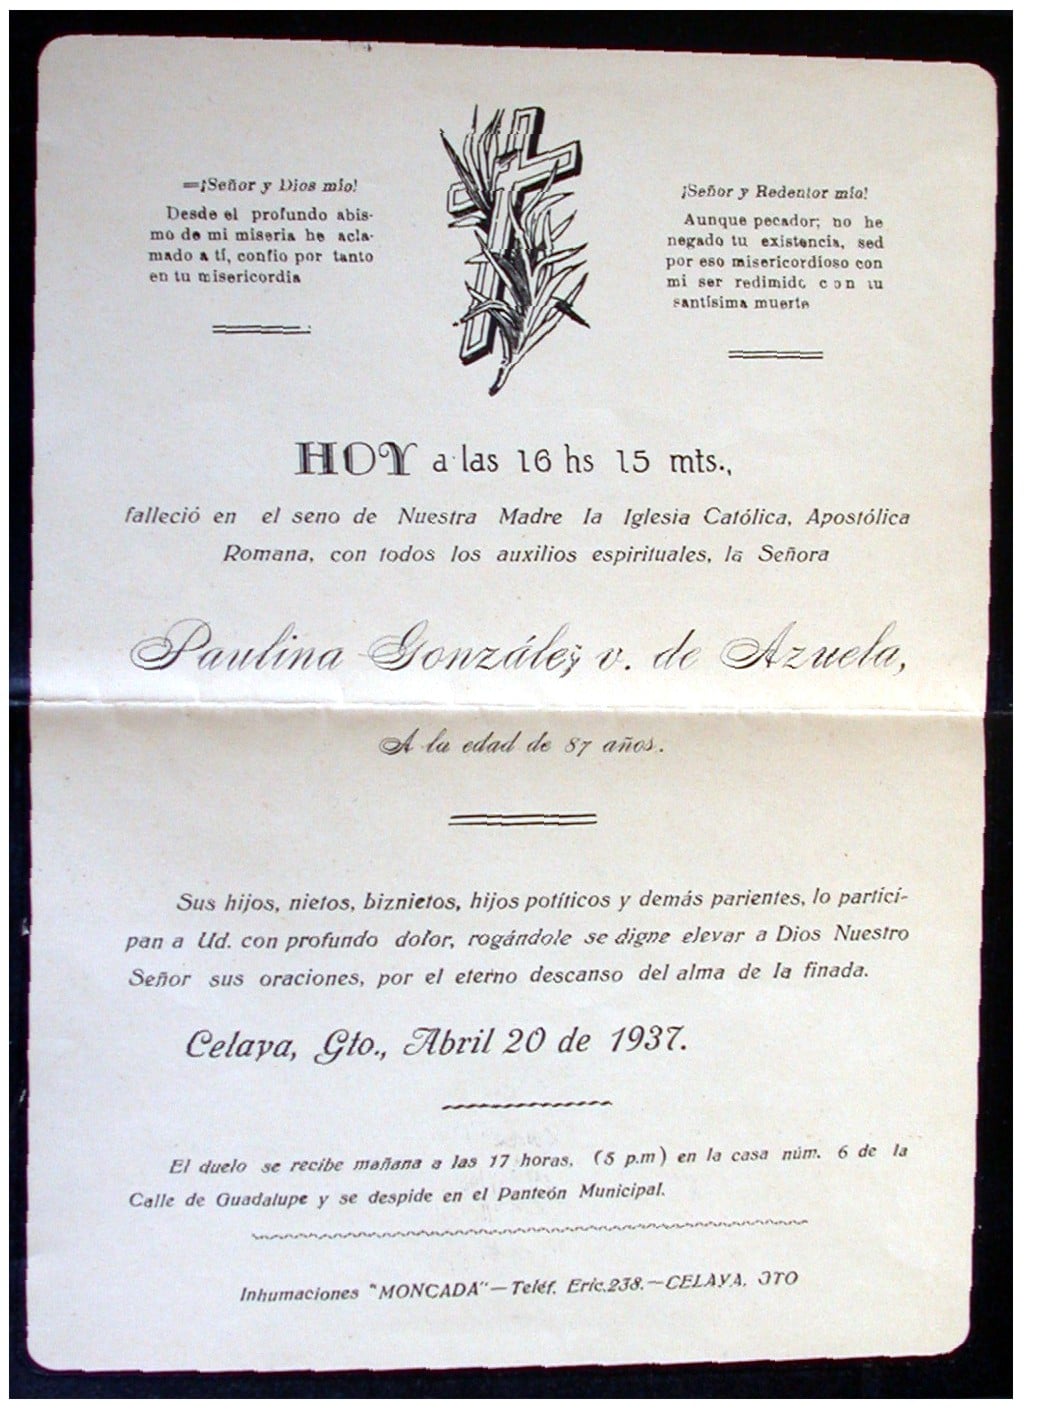 =¡Señor y Dios mío!
Desde el profundo abis-
mo de mi miseria he acla-
mado a tí, confio por tanto
en tu misericordia
¡Señor y Redentor mío!
Aunque pecador; no he
negado tu existencia, sed
por eso misericordioso con
mi ser redimido con tu
santísima muerte
HOY a las 16 hs 15 mts.,
falleció en el seno de Nuestra Madre la Iglesia Católica, Apostólica
Romana, con todos los auxilios espirituales, la Señora
Paulina González v. de Azuela,
A la edad de 87 años.
Sus hijos, nietos, biznietos, hijos potíticos y demás parientes, lo partici-
pan a Ud. con profundo dolor, rogándole se digne elevar a Dios Nuestro
Señor sus oraciones, por el eterno descanso del alma de la finada.
Celaya, Gto., Abril 20 de 1937.
El duelo se recibe mañana a las 17 horas, (5 p.m) en la casa núm. 6 de la
Calle de Guadalupe y se despide en el Panteón Municipal.
Inhumaciones "MONCADA"—Teléf. Eric.238.—CELAYA, GTO